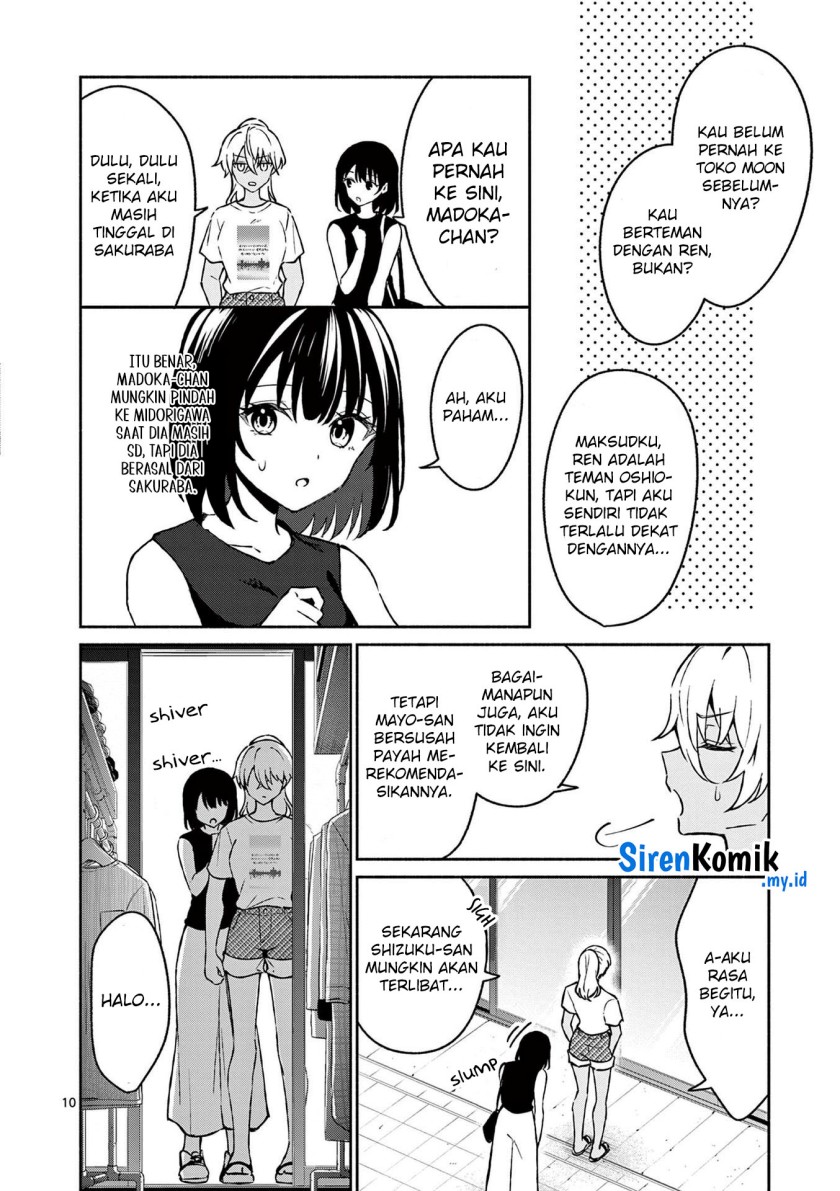 KAU BELUM
PERNAH KE
TOKO MOON
SEBELUM-
NYA?
KAU
BERTEMAN
DENGAN REN,
BUKAN?
MAKSUDKU,
REN ADALAH
TEMAN OSHIO-
KUN, TAPI AKU
SENDIRI TIDAK
TERLALU DEKAT
DENGANNYA...
APA KAU
PERNAH
KE SINI,
MADOKA-
CHAN?
DULU, DULU
SEKALI,
KETIKA AKU
MASIH
TINGGAL DI
SAKURABA
AH, AKU
PAHAM...
ITU BENAR,
MADOKA-CHAN
MUNGKIN PINDAH
KE MIDORIGAWA
SAAT DIA MASIH
SD, TAPI DIA
BERASAL DARI
SAKURABA.
BAGAI-
MANAPUN
JUGA, AKU
TIDAK INGIN
KEMBALI
KE SINI.
TETAPI
MAYO-SAN
BERSUSAH
PAYAH ME-
REKOMENDA-
SIKANNYA.
SirenKomik
.my.id
A-AKU
RASA
BEGITU,
YA...
SIGH
SEKARANG
SHIZUKU-SAN
MUNGKIN AKAN
TERLIBAT...
slump
shiver
shiver...
HALO...
10